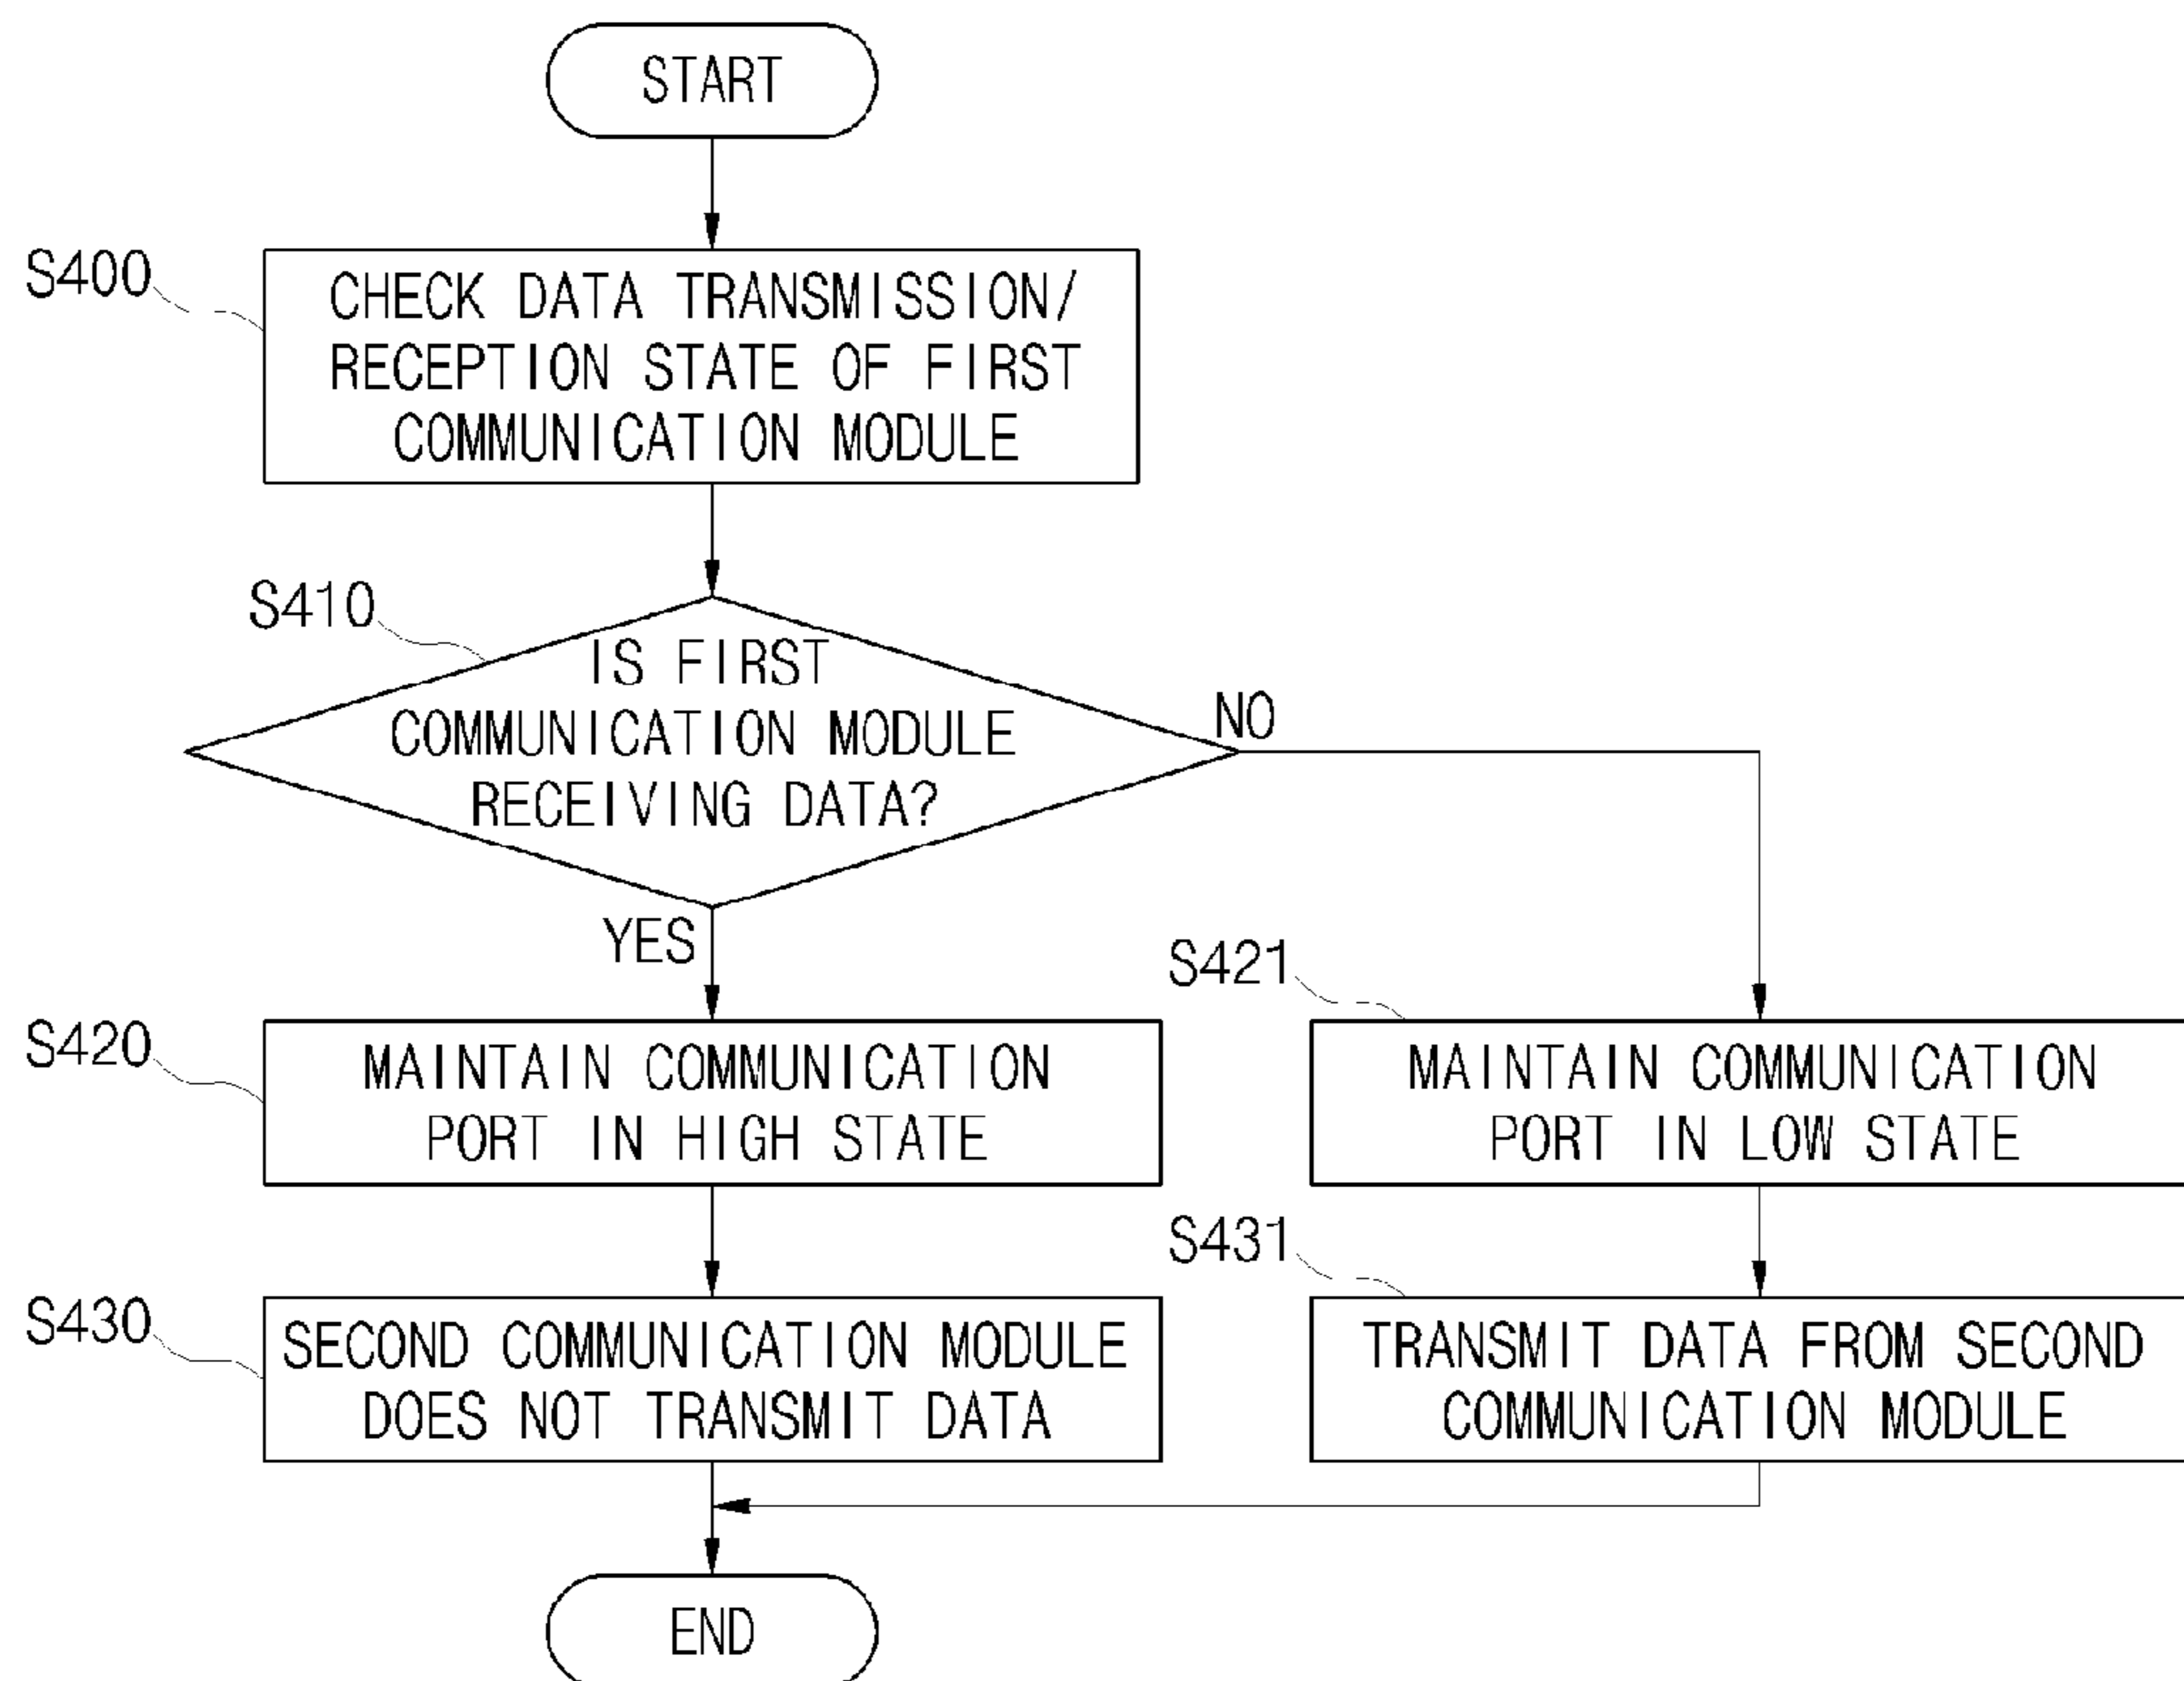 START
S400
CHECK DATA TRANSMISSION/
RECEPTION STATE OF FIRST
COMMUNICATION MODULE
S410
IS FIRST
COMMUNICATION MODULE
RECEIVING DATA?
NO
YES
S420
MAINTAIN COMMUNICATION
PORT IN HIGH STATE
S421
MAINTAIN COMMUNICATION
PORT IN LOW STATE
S430
SECOND COMMUNICATION MODULE
DOES NOT TRANSMIT DATA
S431
TRANSMIT DATA FROM SECOND
COMMUNICATION MODULE
END